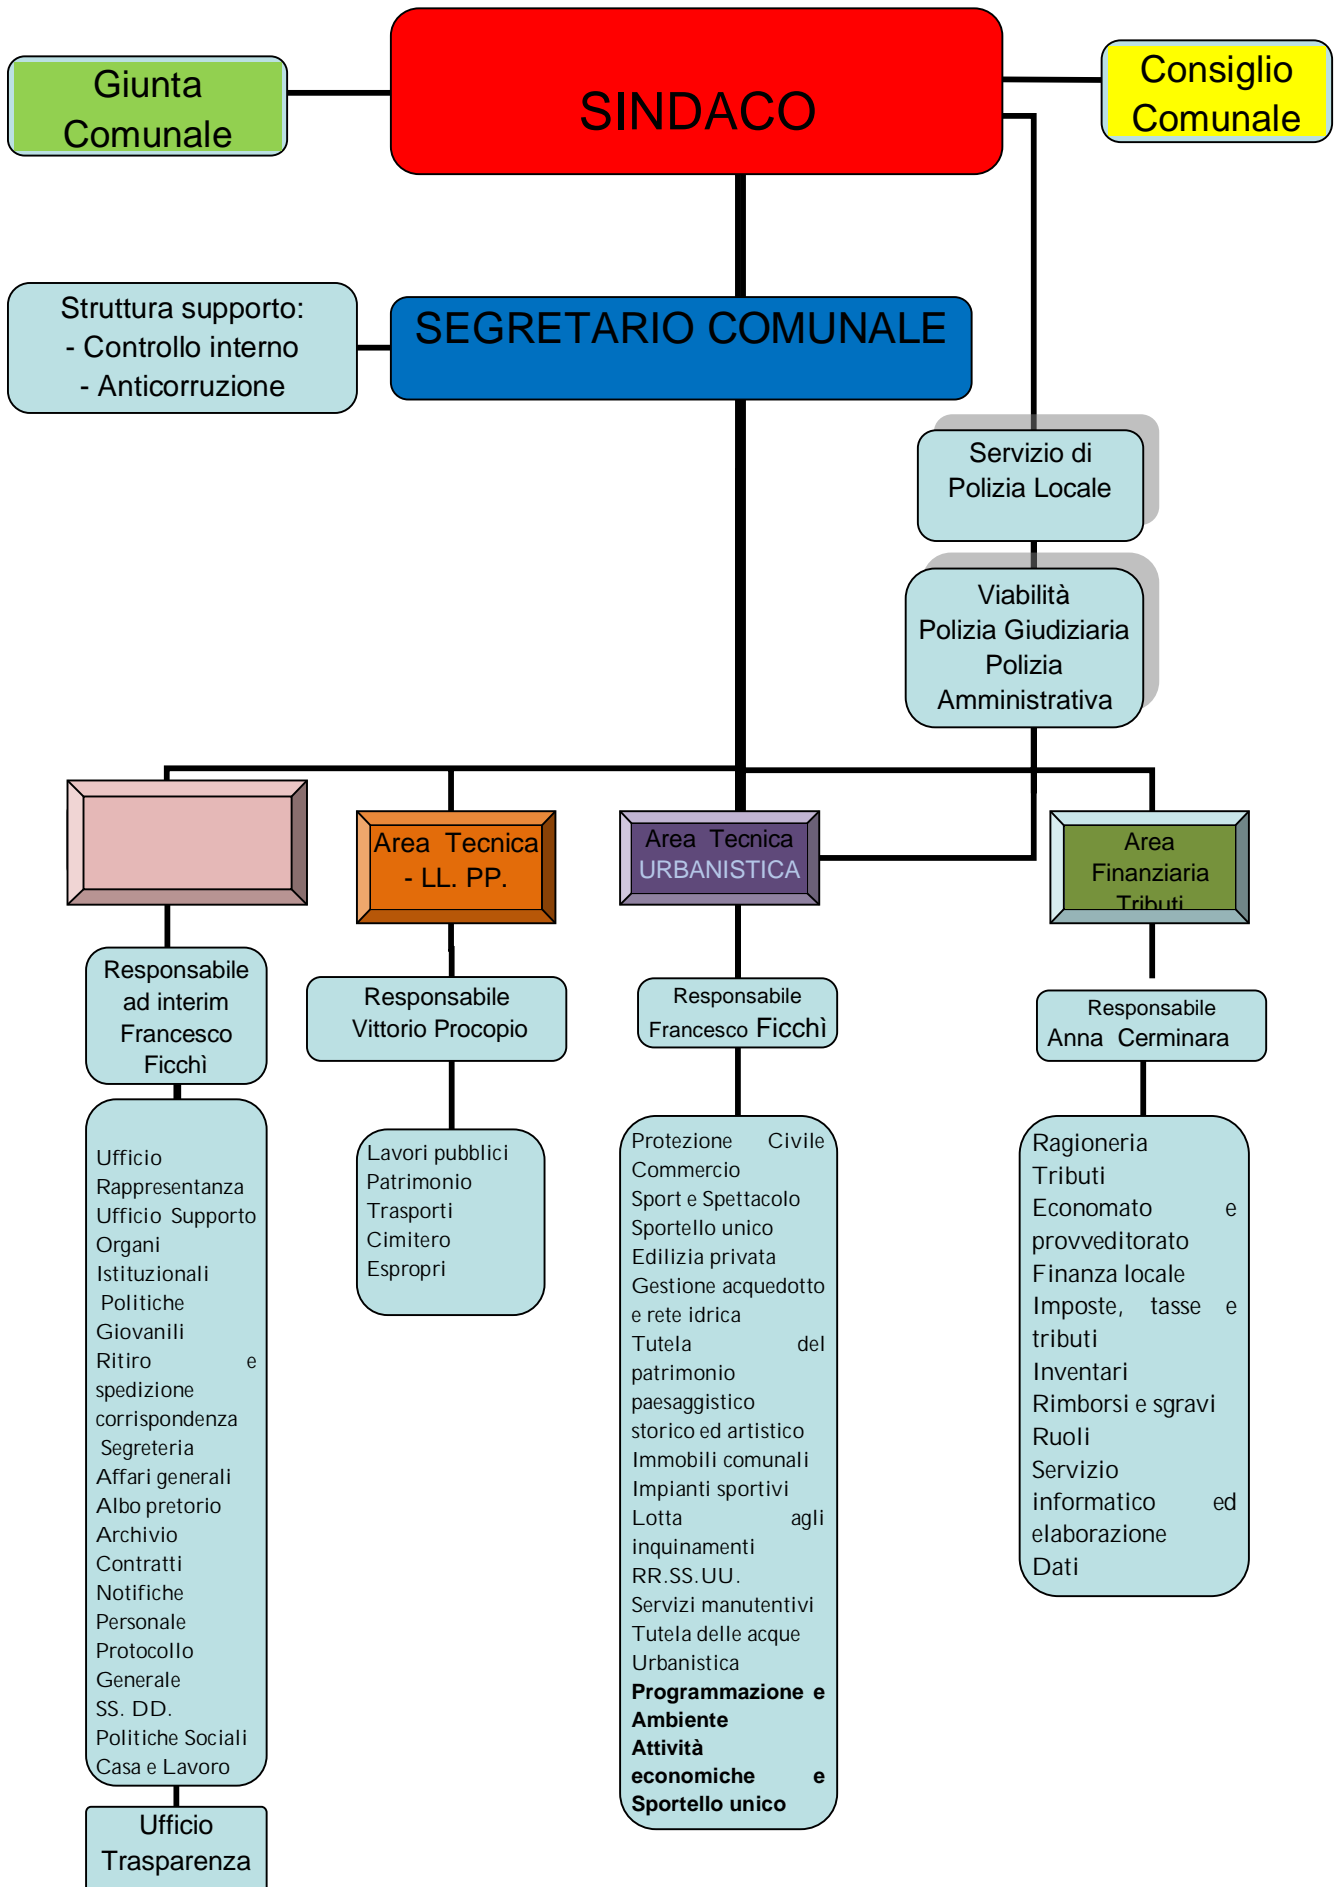 Giunta
Comunale
SINDACO
Consiglio
Comunale
Struttura supporto:
- Controllo interno
- Anticorruzione
SEGRETARIO COMUNALE
Servizio di
Polizia Locale
Viabilità
Polizia Giudiziaria
Polizia
Amministrativa
Area Tecnica
- LL. PP.
Area Tecnica
URBANISTICA
Area
Finanziaria
Tributi
Responsabile
ad interim
Francesco
Ficchì
Responsabile
Vittorio Procopio
Responsabile
Francesco Ficchì
Responsabile
Anna Cerminara
Ufficio
Rappresentanza
Ufficio Supporto
Organi
Istituzionali
Politiche
Giovanili
Ritiro e
spedizione
corrispondenza
Segreteria
Affari generali
Albo pretorio
Archivio
Contratti
Notifiche
Personale
Protocollo
Generale
SS. DD.
Politiche Sociali
Casa e Lavoro
Ufficio
Trasparenza
Lavori pubblici
Patrimonio
Trasporti
Cimitero
Espropri
Protezione Civile
Commercio
Sport e Spettacolo
Sportello unico
Edilizia privata
Gestione acquedotto
e rete idrica
Tutela del
patrimonio
paesaggistico
storico ed artistico
Immobili comunali
Impianti sportivi
Lotta agli
inquinamenti
RR.SS.UU.
Servizi manutentivi
Tutela delle acque
Urbanistica
Programmazione e
Ambiente
Attività
economiche e
Sportello unico
Ragioneria
Tributi
Economato e
provveditorato
Finanza locale
Imposte, tasse e
tributi
Inventari
Rimborsi e sgravi
Ruoli
Servizio
informatico ed
elaborazione
Dati